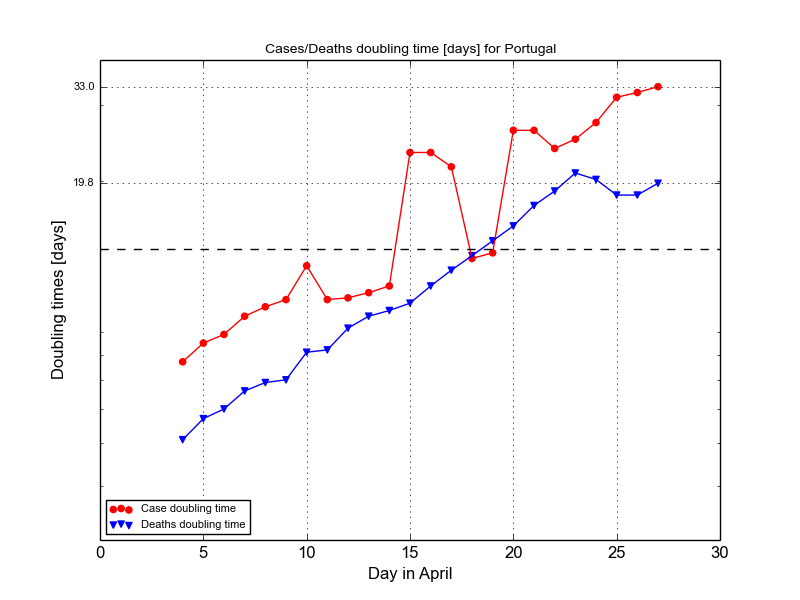 Cases/Deaths doubling time [days] for Portugal
33.0
19.8
Doubling times [days]
Case doubling time
Deaths doubling time
0 5 10 15 20 25 30
Day in April